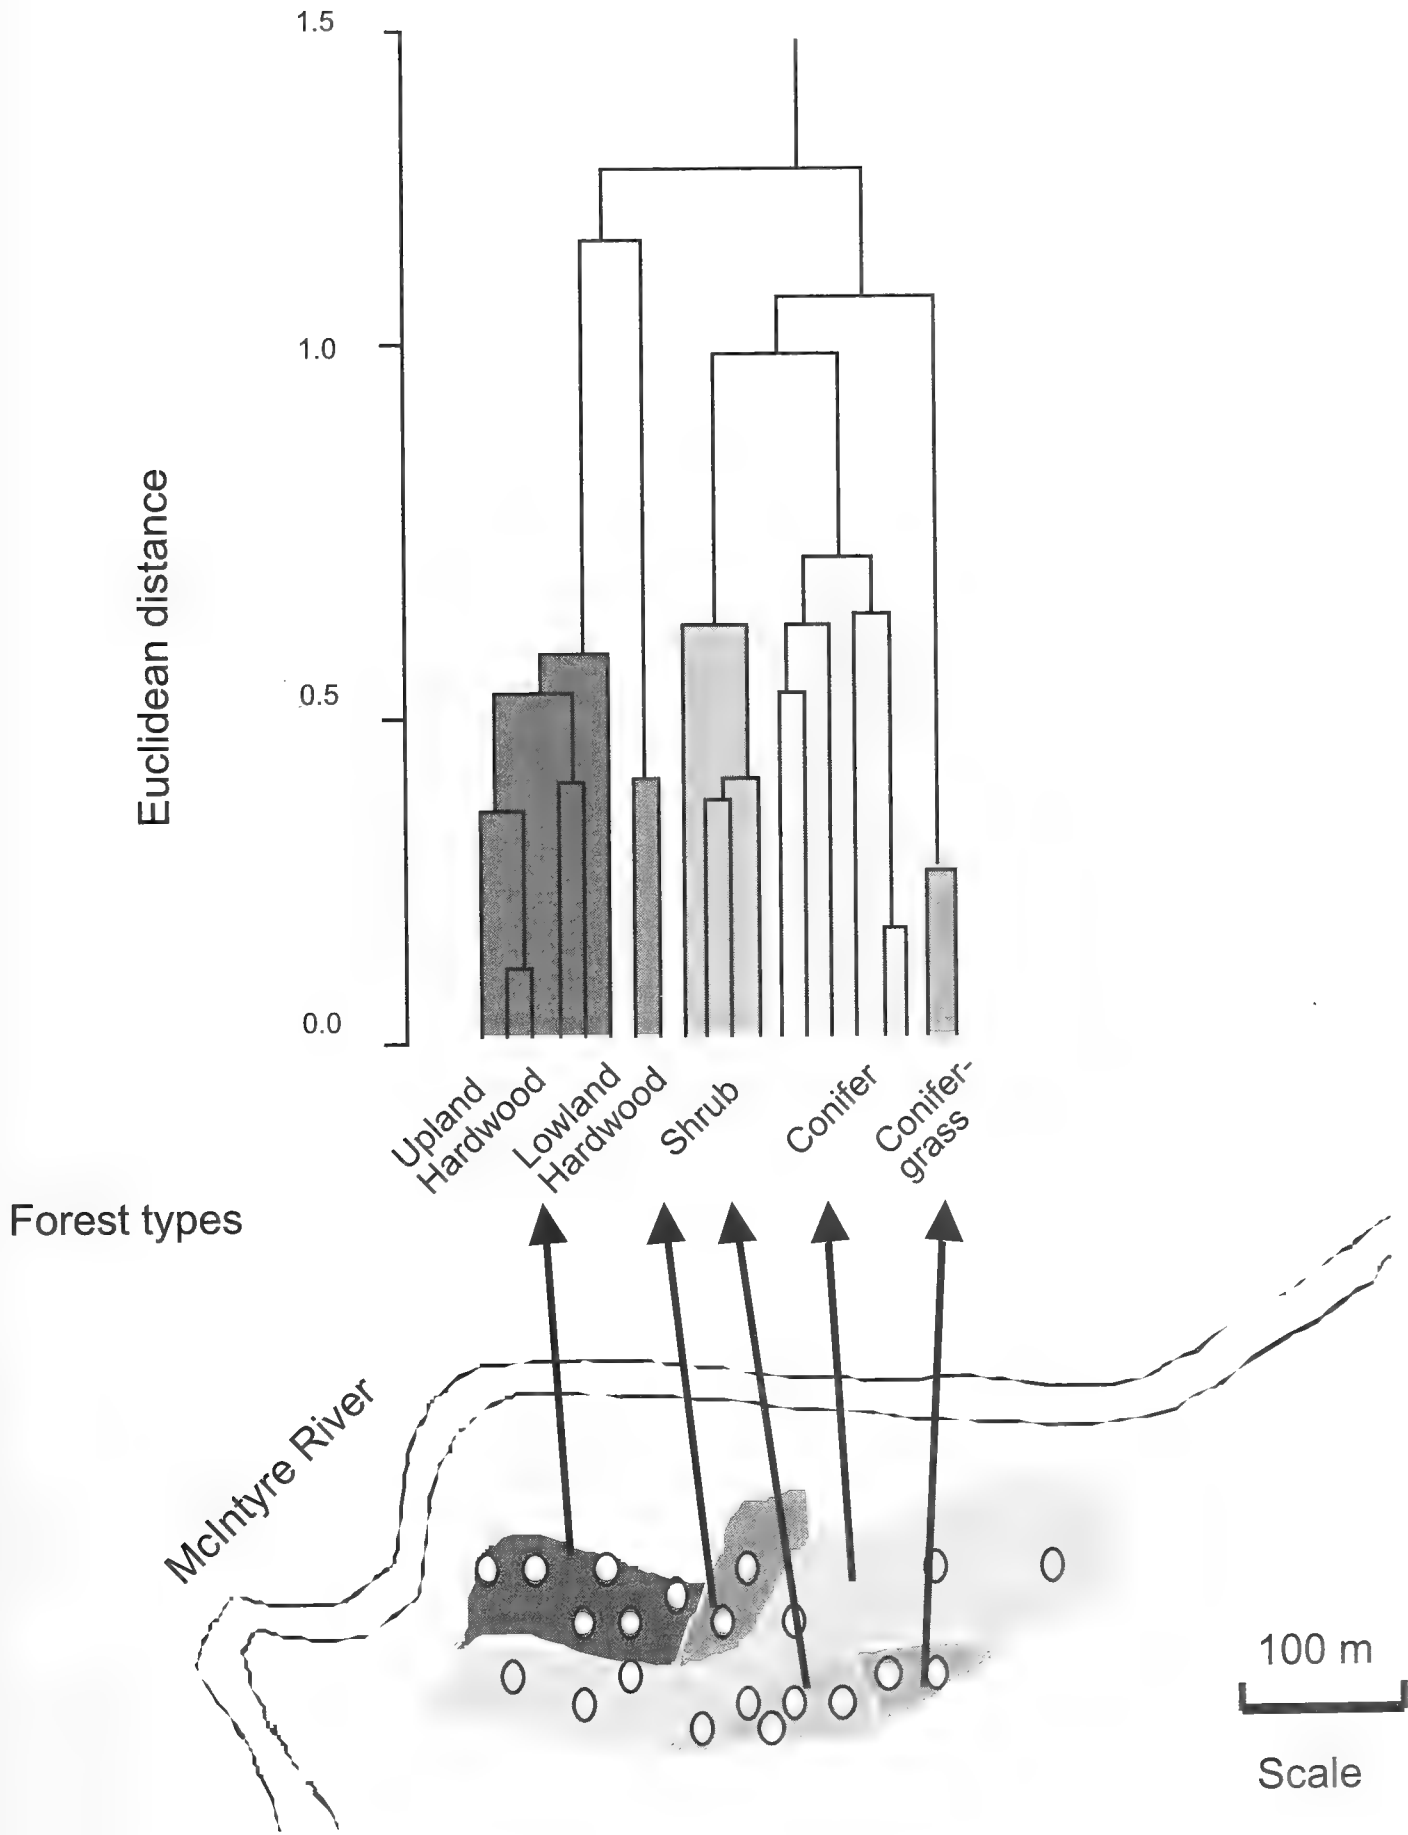 1.5
1.0
0.5
0.0
Euclidean distance
Upland
Hardwood
Lowland
Hardwood
Shrub
Conifer
Conifer-
grass
Forest types
McIntyre River
100 m
Scale